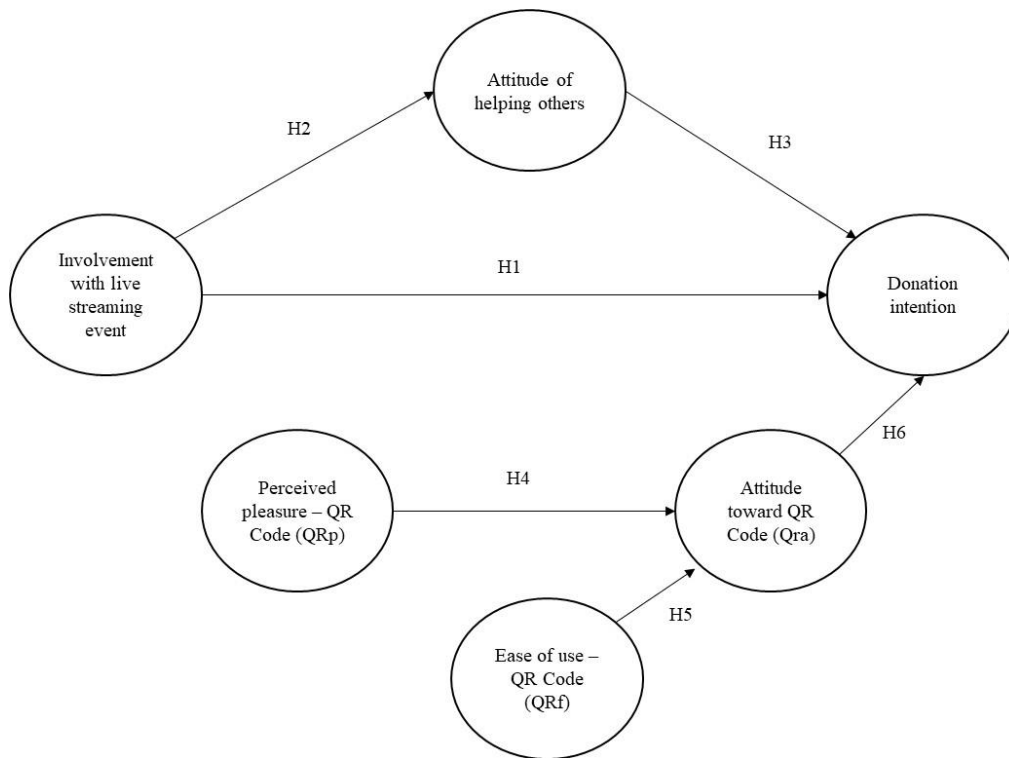 Attitude of
helping others
H2
H3
Involvement
with live
streaming
event
H1
Donation
intention
H6
Perceived
pleasure – QR
Code (QRp)
H4
Attitude
toward QR
Code (Qra)
H5
Ease of use –
QR Code
(QRf)